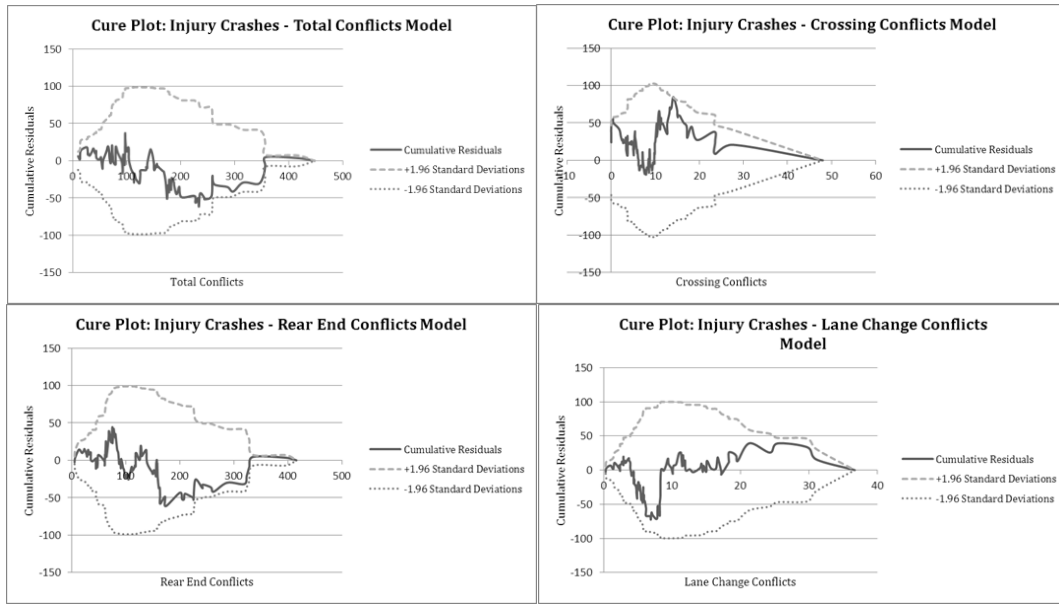 Cure Plot: Injury Crashes - Total Conflicts Model
150
100
50
0
-50
-100
-150
0
100
200
300
400
500
Cumulative Residuals
Total Conflicts
Cumulative Residuals
+1.96 Standard Deviations
-1.96 Standard Deviations
Cure Plot: Injury Crashes - Crossing Conflicts Model
150
100
50
0
-50
-100
-150
0
10
20
30
40
50
60
Cumulative Residuals
Crossing Conflicts
Cumulative Residuals
+1.96 Standard Deviations
-1.96 Standard Deviations
Cure Plot: Injury Crashes - Rear End Conflicts Model
150
100
50
0
-50
-100
-150
0
100
200
300
400
500
Cumulative Residuals
Rear End Conflicts
Cumulative Residuals
+1.96 Standard Deviations
-1.96 Standard Deviations
Cure Plot: Injury Crashes - Lane Change Conflicts
Model
150
100
50
0
-50
-100
-150
0
10
20
30
40
Cumulative Residuals
Lane Change Conflicts
Cumulative Residuals
+1.96 Standard Deviations
-1.96 Standard Deviations